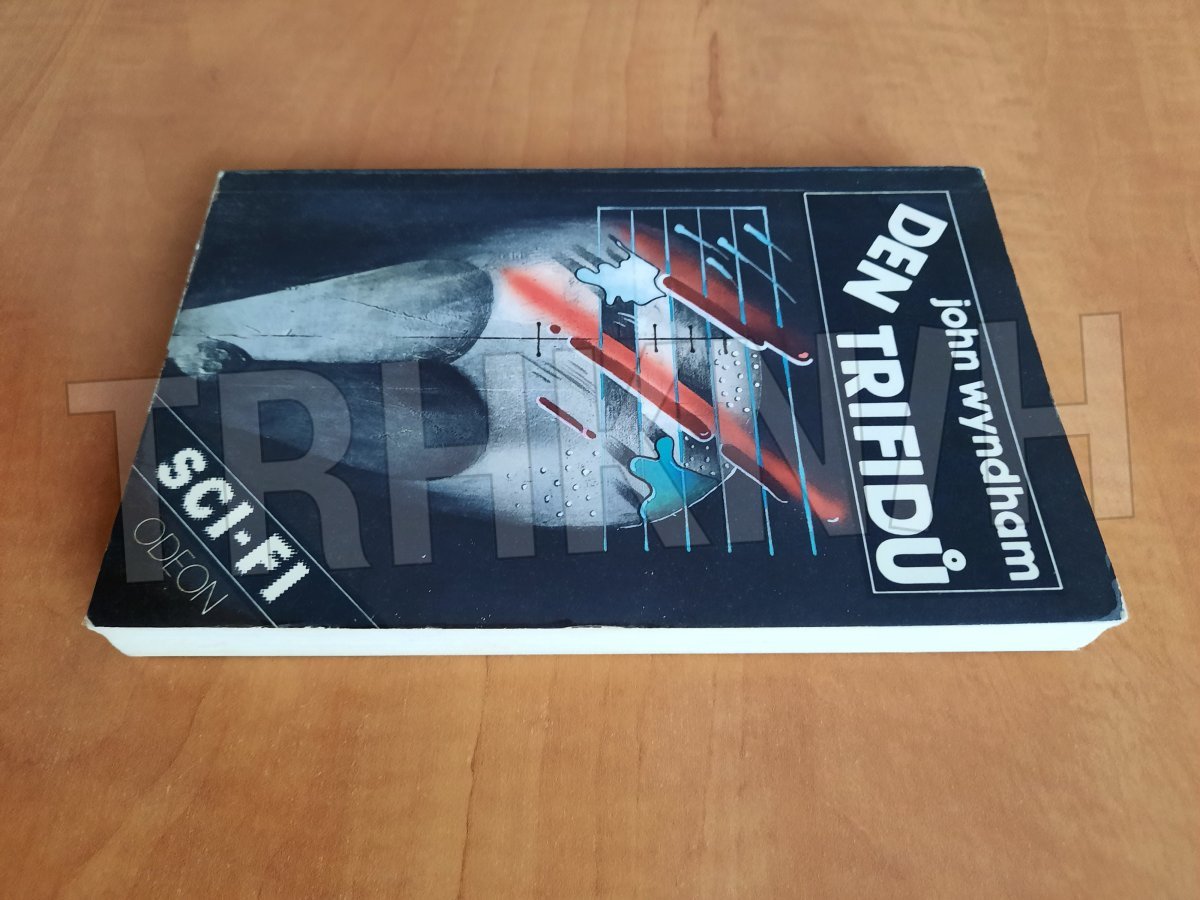 john wyndham
DEN TRIFIDŮ
SCI-FI
ODEON
TRHKNIH